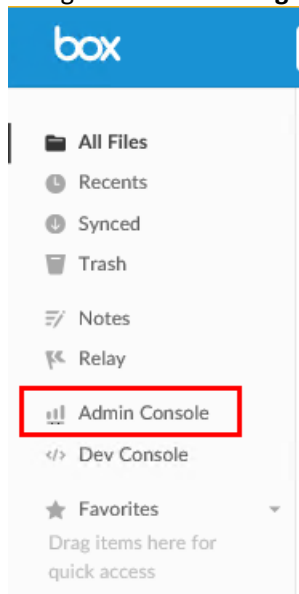 box
All Files
Recents
Synced
Trash
Notes
Relay
Admin Console
Dev Console
Favorites
Drag items here for
quick access